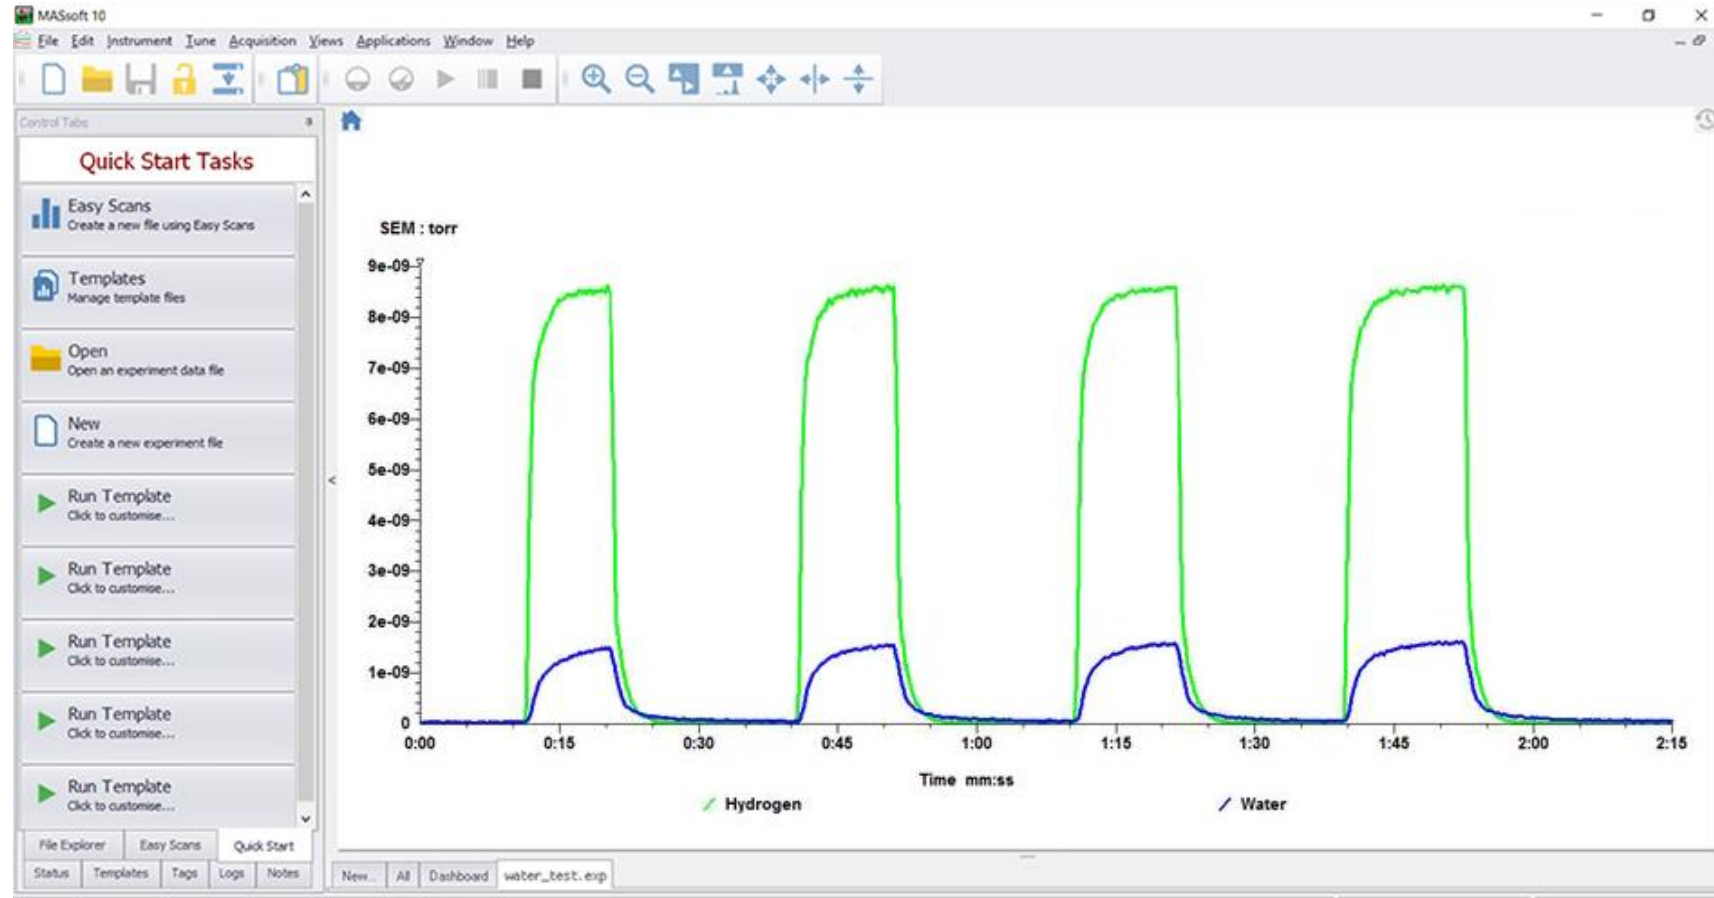 MASsoft 10
File Edit Instrument Tune Acquisition Views Applications Window Help
Control Tabs
Quick Start Tasks
Easy Scans
Create a new file using Easy Scans
Templates
Manage template files
Open
Open an experiment data file
New
Create a new experiment file
Run Template
Click to customise...
Run Template
Click to customise...
Run Template
Click to customise...
Run Template
Click to customise...
Run Template
Click to customise...
File Explorer Easy Scans Quick Start
Status Templates Tags Logs Notes
SEM : torr
9e-09
8e-09
7e-09
6e-09
5e-09
4e-09
3e-09
2e-09
1e-09
0
0:00 0:15 0:30 0:45 1:00 1:15 1:30 1:45 2:00 2:15
Time mm:ss
Hydrogen Water
New... All Dashboard water_test.exp